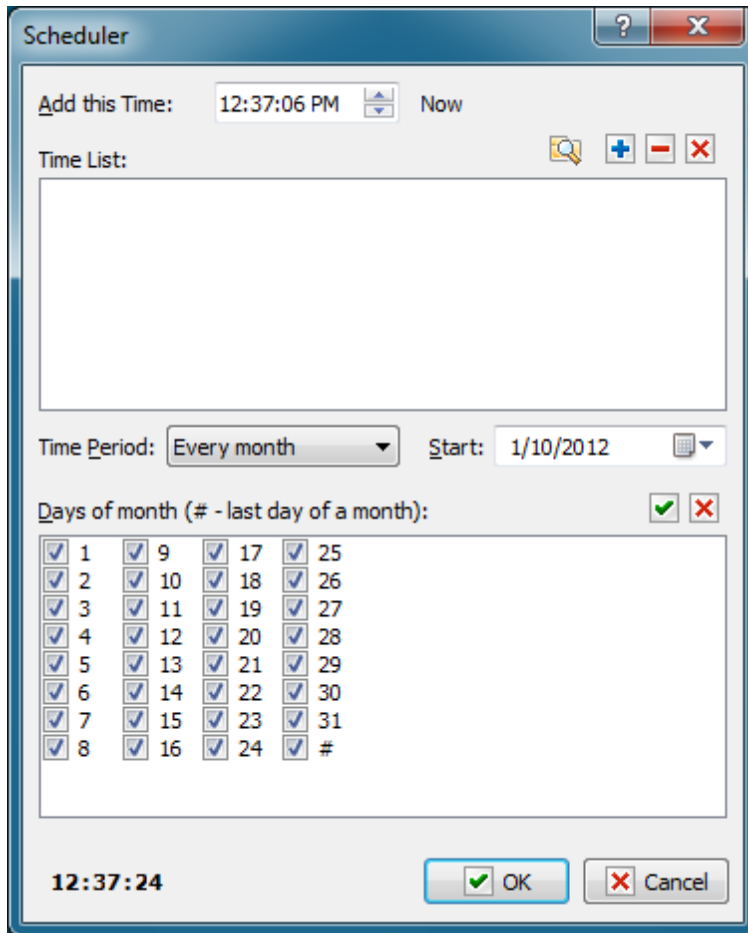 Scheduler
Add this Time: 12:37:06 PM Now
Time List:
Time Period: Every month Start: 1/10/2012
Days of month (# - last day of a month):
1 9 17 25
2 10 18 26
3 11 19 27
4 12 20 28
5 13 21 29
6 14 22 30
7 15 23 31
8 16 24 #
12:37:24 OK Cancel